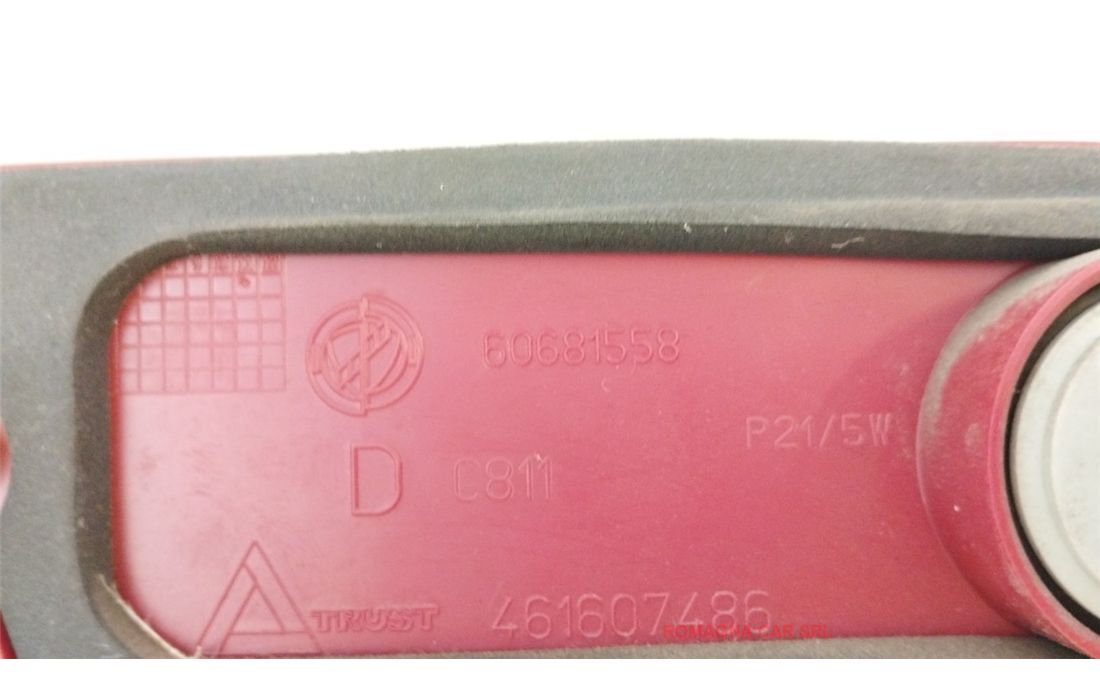 60681558
P21/5W
D C811
TRUST 461607486
ROMAGNA CAR SRL